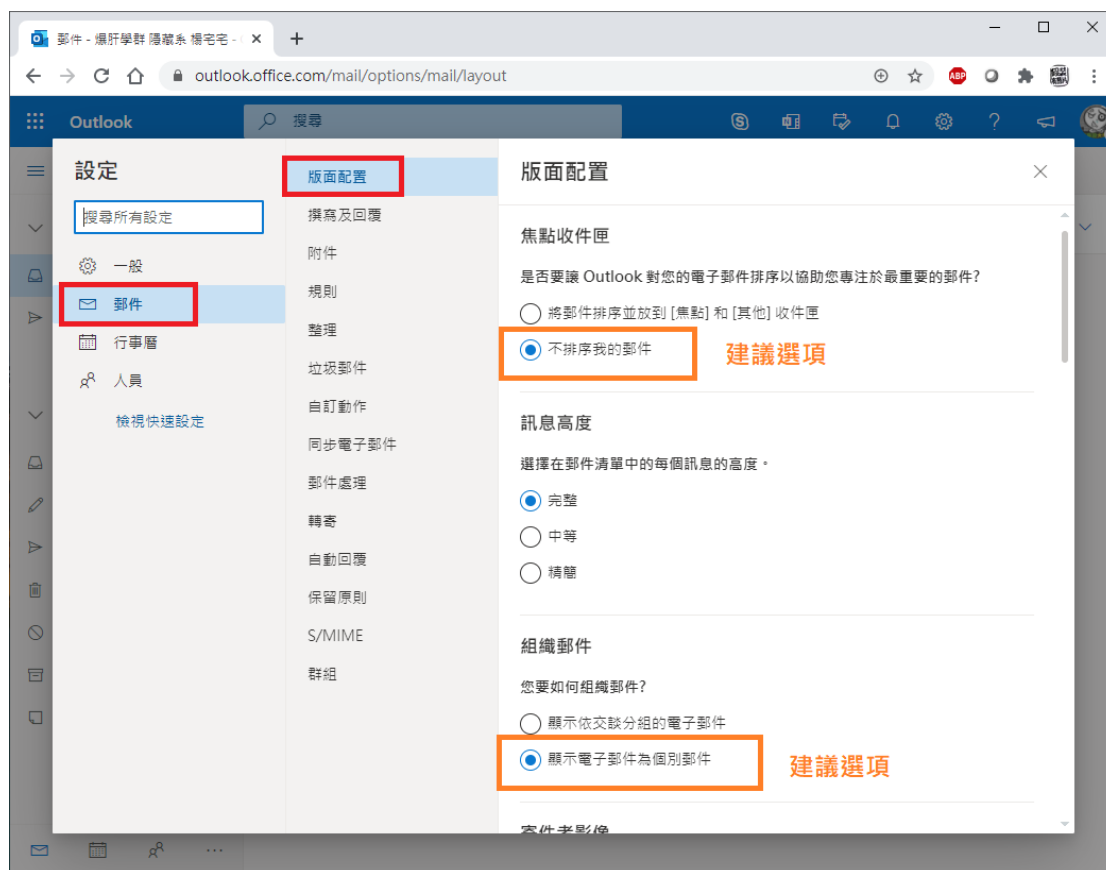 郵件 - 爆肝學群 隱藏系 楊宅宅 -
outlook.office.com/mail/options/mail/layout
ABP
Outlook
搜尋
設定
搜尋所有設定
一般
郵件
行事曆
人員
檢視快速設定
版面配置
撰寫及回覆
附件
規則
整理
垃圾郵件
自訂動作
同步電子郵件
郵件處理
轉寄
自動回覆
保留原則
S/MIME
群組
版面配置
焦點收件匣
是否要讓 Outlook 對您的電子郵件排序以協助您專注於最重要的郵件?
將郵件排序並放到 [焦點] 和 [其他] 收件匣
不排序我的郵件
建議選項
訊息高度
選擇在郵件清單中的每個訊息的高度。
完整
中等
精簡
組織郵件
您要如何組織郵件?
顯示依交談分組的電子郵件
顯示電子郵件為個別郵件
建議選項
寄件者影像